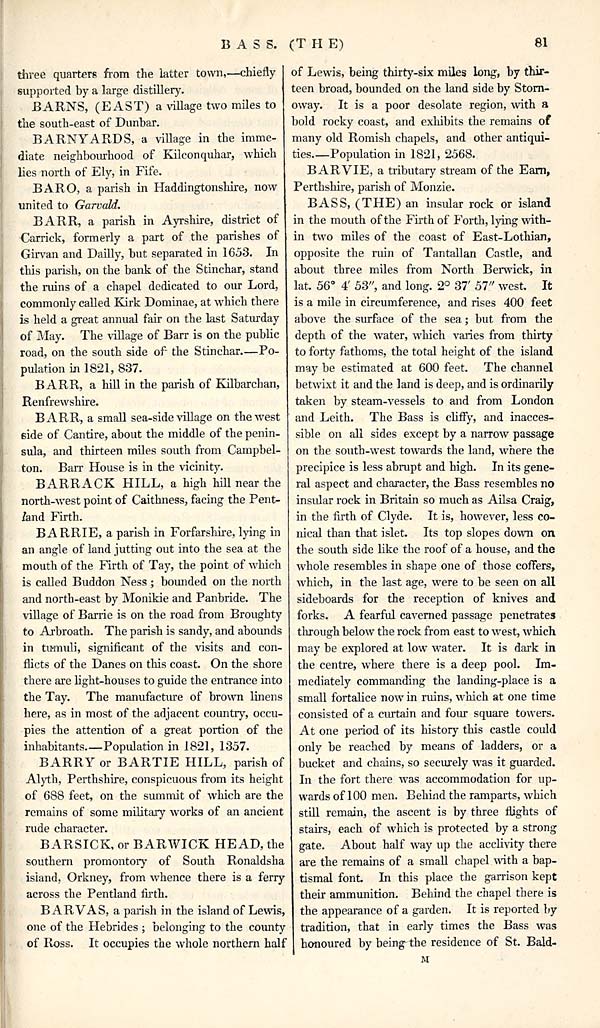 BASS. (THE)
81
three quarters from the latter town,—chiefly
supported by a large distillery.
BARNS, (EAST) a village two miles to
the south-east of Dunbar.
BARNYARDS, a village in the imme-
diate neighbourhood of Kilconquhar, which
lies north of Ely, in Fife.
BARO, a parish in Haddingtonshire, now
united to Garvald.
BARR, a parish in Ayrshire, district of
Carrick, formerly a part of the parishes of
Girvan and Dailly, but separated in 1653. In
this parish, on the bank of the Stinchar, stand
the ruins of a chapel dedicated to our Lord,
commonly called Kirk Dominae, at which there
is held a great annual fair on the last Saturday
of May. The village of Barr is on the public
road, on the south side of the Stinchar.—Po-
pulation in 1821, 837.
BARR, a hill in the parish of Kilbarchan,
Renfrewshire.
BARR, a small sea-side village on the west
side of Cantire, about the middle of the penin-
sula, and thirteen miles south from Campbel-
ton. Barr House is in the vicinity.
BARRACK HILL, a high hill near the
north-west point of Caithness, facing the Pent-
land Firth.
BARRIE, a parish in Forfarshire, lying in
an angle of land jutting out into the sea at the
mouth of the Firth of Tay, the point of which
is called Buddon Ness; bounded on the north
and north-east by Monikie and Panbride. The
village of Barrie is on the road from Broughty
to Arbroath. The parish is sandy, and abounds
in tumuli, significant of the visits and con-
flicts of the Danes on this coast. On the shore
there are light-houses to guide the entrance into
the Tay. The manufacture of brown linens
here, as in most of the adjacent country, occu-
pies the attention of a great portion of the
inhabitants.—Population in 1821, 1357.
BARRY or BARTIE HILL, parish of
Alyth, Perthshire, conspicuous from its height
of 688 feet, on the summit of which are the
remains of some military works of an ancient
rude character.
BARSICK, or BARWICK HEAD, the
southern promontory of South Ronaldsha
island, Orkney, from whence there is a ferry
across the Pentland firth.
BARVAS, a parish in the island of Lewis,
one of the Hebrides; belonging to the county
of Ross. It occupies the whole northern half
of Lewis, being thirty-six miles long, by thir-
teen broad, bounded on the land side by Storn-
oway. It is a poor desolate region, with a
bold rocky coast, and exhibits the remains of
many old Romish chapels, and other antiqui-
ties.—Population in 1821, 2568.
BARVIE, a tributary stream of the Earn,
Perthshire, parish of Monzie.
BASS, (THE) an insular rock or island
in the mouth of the Firth of Forth, lying with-
in two miles of the coast of East-Lothian,
opposite the ruin of Tantallan Castle, and
about three miles from North Berwick, in
lat. 56° 4′ 53″, and long. 2° 37′ 57″ west. It
is a mile in circumference, and rises 400 feet
above the surface of the sea; but from the
depth of the water, which varies from thirty
to forty fathoms, the total height of the island
may be estimated at 600 feet. The channel
betwixt it and the land is deep, and is ordinarily
taken by steam-vessels to and from London
and Leith. The Bass is cliffy, and inacces-
sible on all sides except by a narrow passage
on the south-west towards the land, where the
precipice is less abrupt and high. In its gene-
ral aspect and character, the Bass resembles no
insular rock in Britain so much as Ailsa Craig,
in the firth of Clyde. It is, however, less co-
nical than that islet. Its top slopes down on
the south side like the roof of a house, and the
whole resembles in shape one of those coffers,
which, in the last age, were to be seen on all
sideboards for the reception of knives and
forks. A fearful caverned passage penetrates
through below the rock from east to west, which
may be explored at low water. It is dark in
the centre, where there is a deep pool. Im-
mediately commanding the landing-place is a
small fortalice now in ruins, which at one time
consisted of a curtain and four square towers.
At one period of its history this castle could
only be reached by means of ladders, or a
bucket and chains, so securely was it guarded.
In the fort there was accommodation for up-
wards of 100 men. Behind the ramparts, which
still remain, the ascent is by three flights of
stairs, each of which is protected by a strong
gate. About half way up the acclivity there
are the remains of a small chapel with a bap-
tismal font. In this place the garrison kept
their ammunition. Behind the chapel there is
the appearance of a garden. It is reported by
tradition, that in early times the Bass was
honoured by being the residence of St. Bald-
M